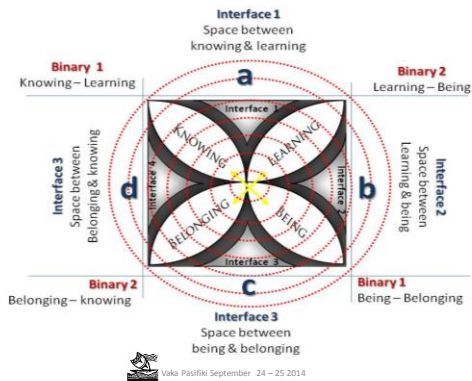 Interface 1
Space between
knowing & learning
Binary 1
Knowing – Learning
a
Binary 2
Learning – Being
Interface 1
KNOWING
LEARNING
Interface 3
Space between
Belonging & knowing
d
Interface 4
Interface 2
b
Space between
Learning & being
Interface 2
BELONGING
BEING
Interface 3
Binary 2
Belonging – knowing
c
Binary 1
Being – Belonging
Interface 3
Space between
being & belonging
Vaka Pasifiki September 24 – 25 2014